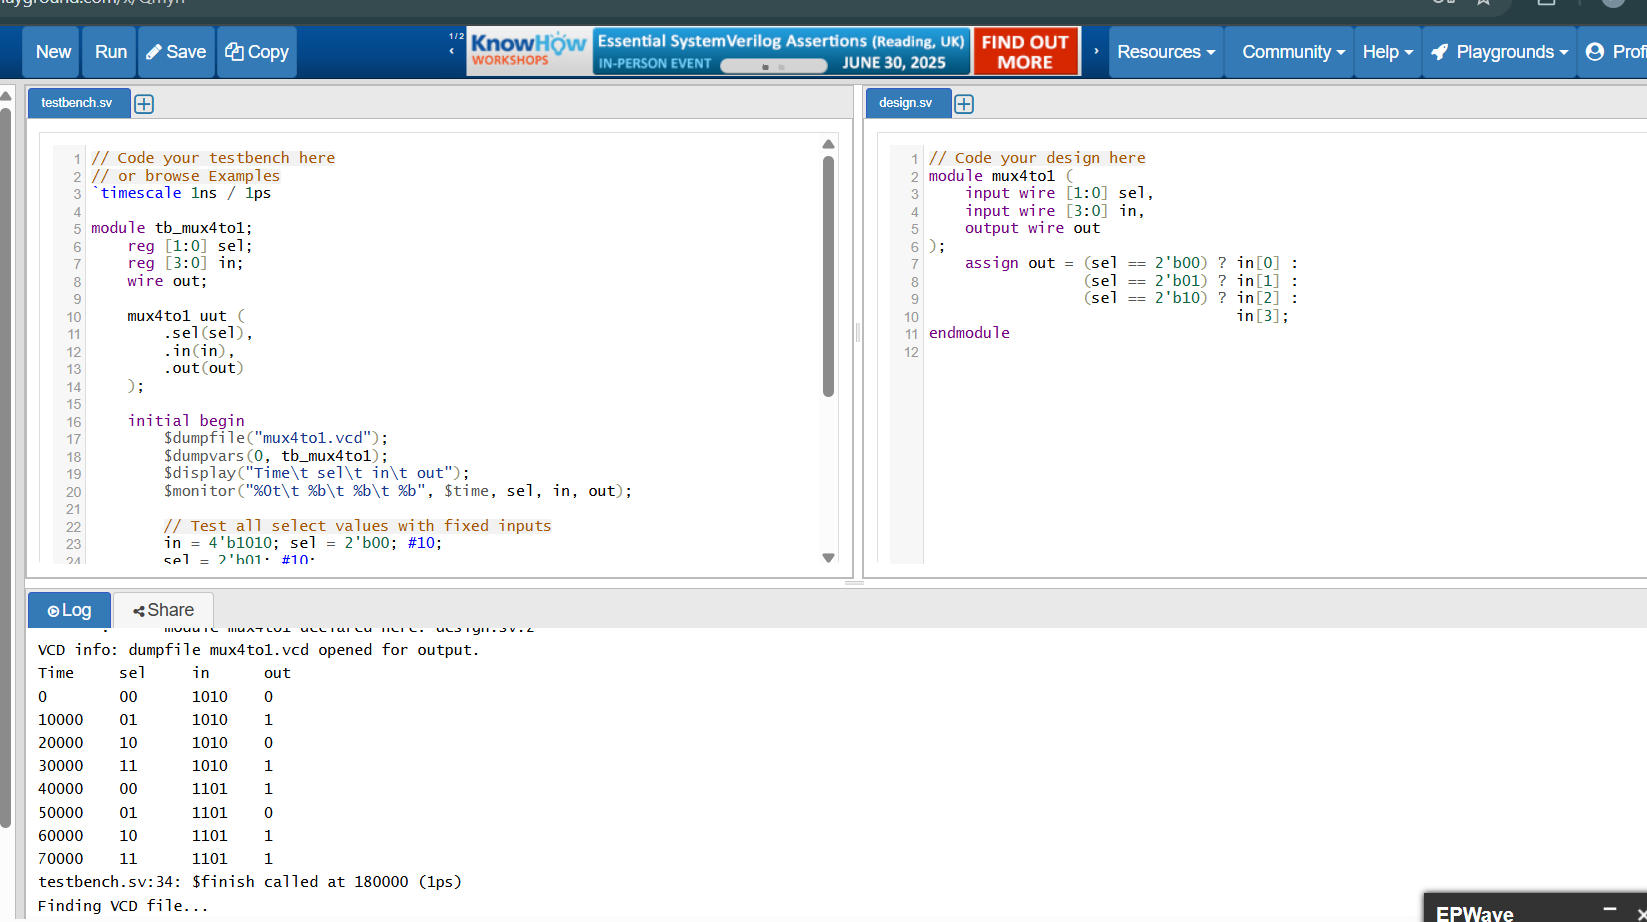 New Run Save Copy
1/2
KnowHow
WORKSHOPS
Essential SystemVerilog Assertions (Reading, UK)
IN-PERSON EVENT JUNE 30, 2025
FIND OUT
MORE
Resources Community Help Playgrounds
testbench.sv
1 // Code your testbench here
2 // or browse Examples
3 `timescale 1ns / 1ps
4
5 module tb_mux4to1;
6 reg [1:0] sel;
7 reg [3:0] in;
8 wire out;
9
10 mux4to1 uut (
11 .sel(sel),
12 .in(in),
13 .out(out)
14 );
15
16 initial begin
17 $dumpfile("mux4to1.vcd");
18 $dumpvars(0, tb_mux4to1);
19 $display("Time\t sel\t in\t out");
20 $monitor("%0t\t %b\t %b\t %b", $time, sel, in, out);
21
22 // Test all select values with fixed inputs
23 in = 4'b1010; sel = 2'b00; #10;
24 sel = 2'b01; #10;
design.sv
1 // Code your design here
2 module mux4to1 (
3 input wire [1:0] sel,
4 input wire [3:0] in,
5 output wire out
6 );
7 assign out = (sel == 2'b00) ? in[0] :
8 (sel == 2'b01) ? in[1] :
9 (sel == 2'b10) ? in[2] :
10 in[3];
11 endmodule
12
Log Share
module mux4to1 declared here: design.sv:2
VCD info: dumpfile mux4to1.vcd opened for output.
Time sel in out
0 00 1010 0
10000 01 1010 1
20000 10 1010 0
30000 11 1010 1
40000 00 1101 1
50000 01 1101 0
60000 10 1101 1
70000 11 1101 1
testbench.sv:34: $finish called at 180000 (1ps)
Finding VCD file...
EPWave